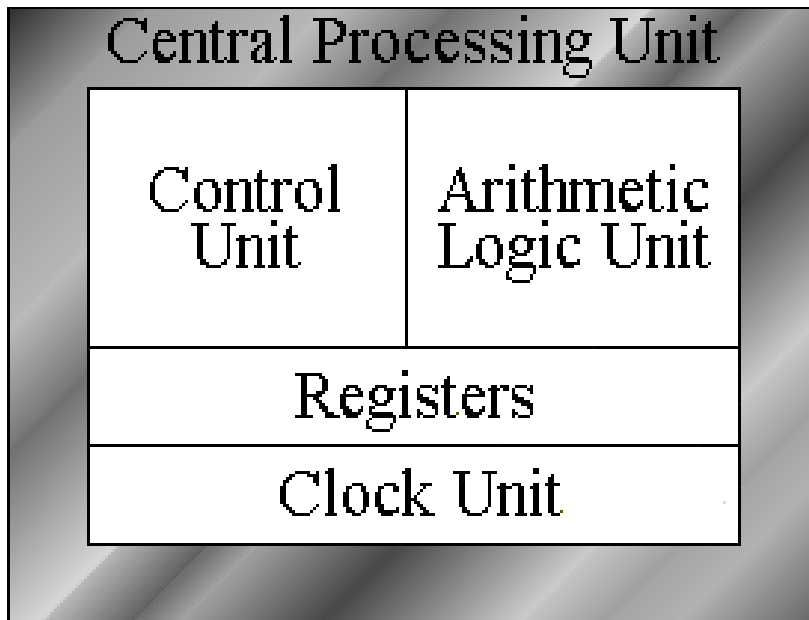 Central Processing Unit
Control
Unit
Arithmetic
Logic Unit
Registers
Clock Unit